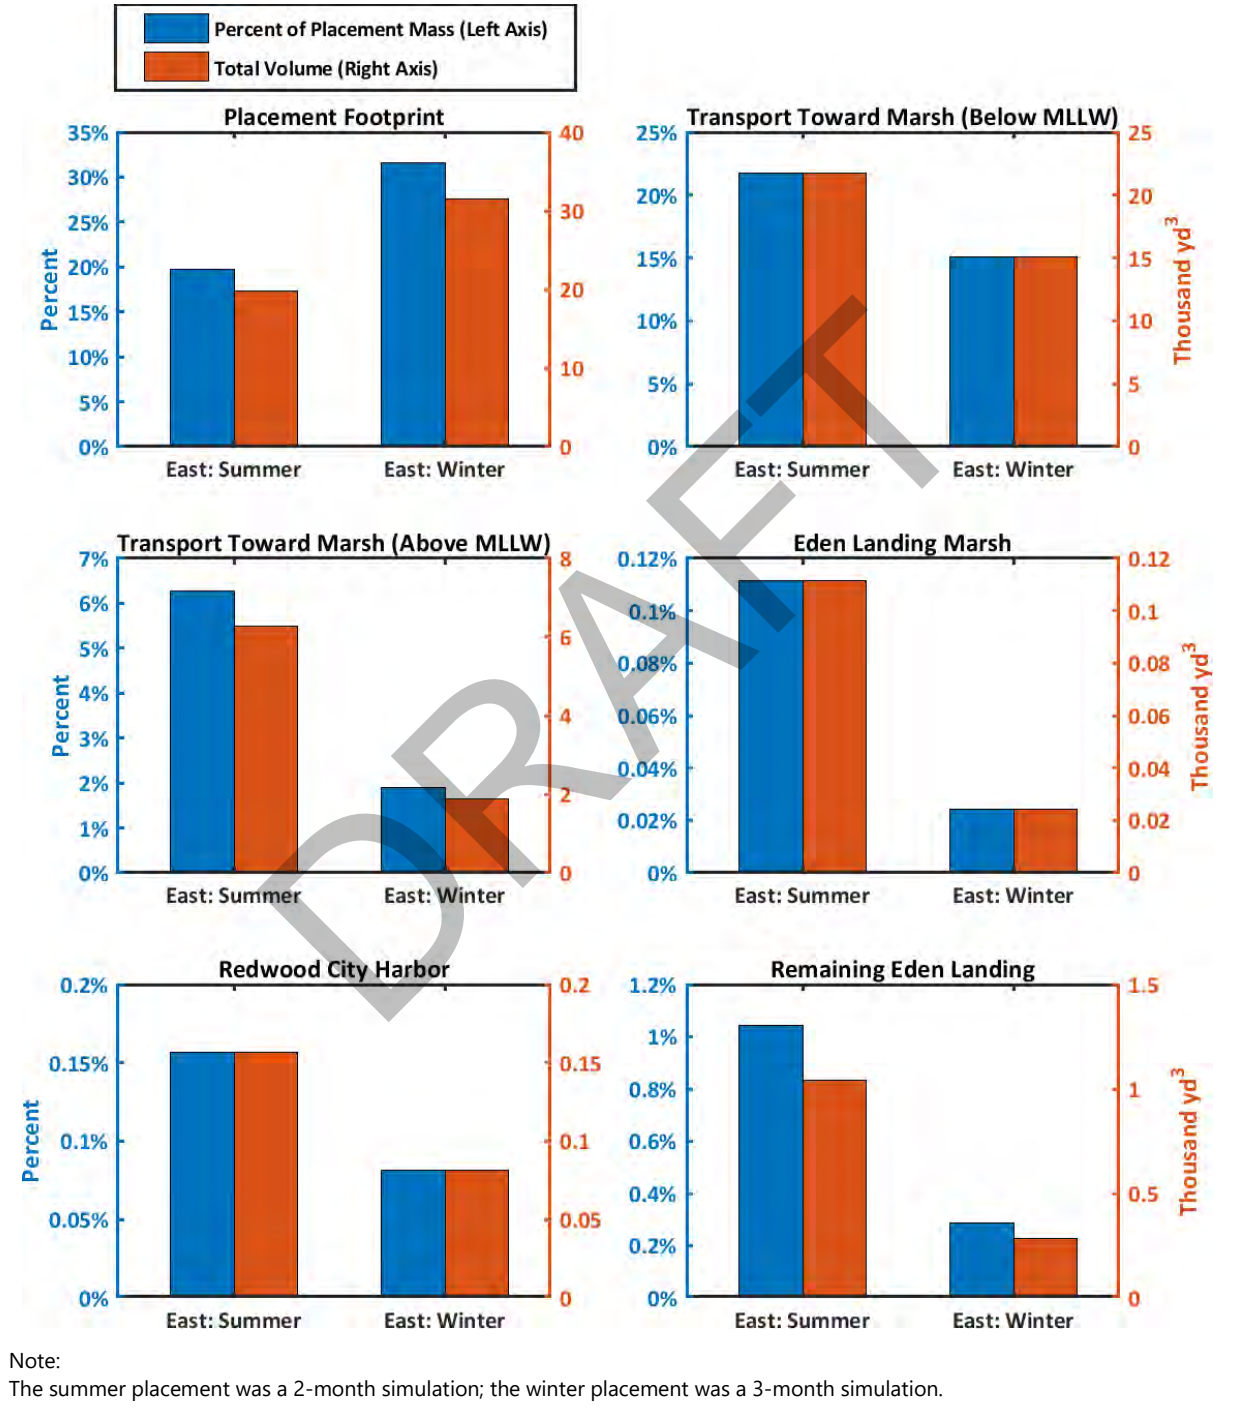 Percent of Placement Mass (Left Axis)
Total Volume (Right Axis)
Placement Footprint
35%
30%
25%
20%
15%
10%
5%
0%
Percent
40
30
20
10
0
East: Summer
East: Winter
Transport Toward Marsh (Below MLLW)
25%
20%
15%
10%
5%
0%
25
20
15
10
5
0
Thousand yd³
East: Summer
East: Winter
Transport Toward Marsh (Above MLLW)
7%
6%
5%
4%
3%
2%
1%
0%
Percent
8
6
4
2
0
East: Summer
East: Winter
Eden Landing Marsh
0.12%
0.1%
0.08%
0.06%
0.04%
0.02%
0%
0.12
0.1
0.08
0.06
0.04
0.02
0
Thousand yd³
East: Summer
East: Winter
Redwood City Harbor
0.2%
0.15%
0.1%
0.05%
0%
Percent
0.2
0.15
0.1
0.05
0
East: Summer
East: Winter
Remaining Eden Landing
1.2%
1%
0.8%
0.6%
0.4%
0.2%
0%
1.5
1
0.5
0
Thousand yd³
East: Summer
East: Winter
DRAFT
Note:
The summer placement was a 2-month simulation; the winter placement was a 3-month simulation.